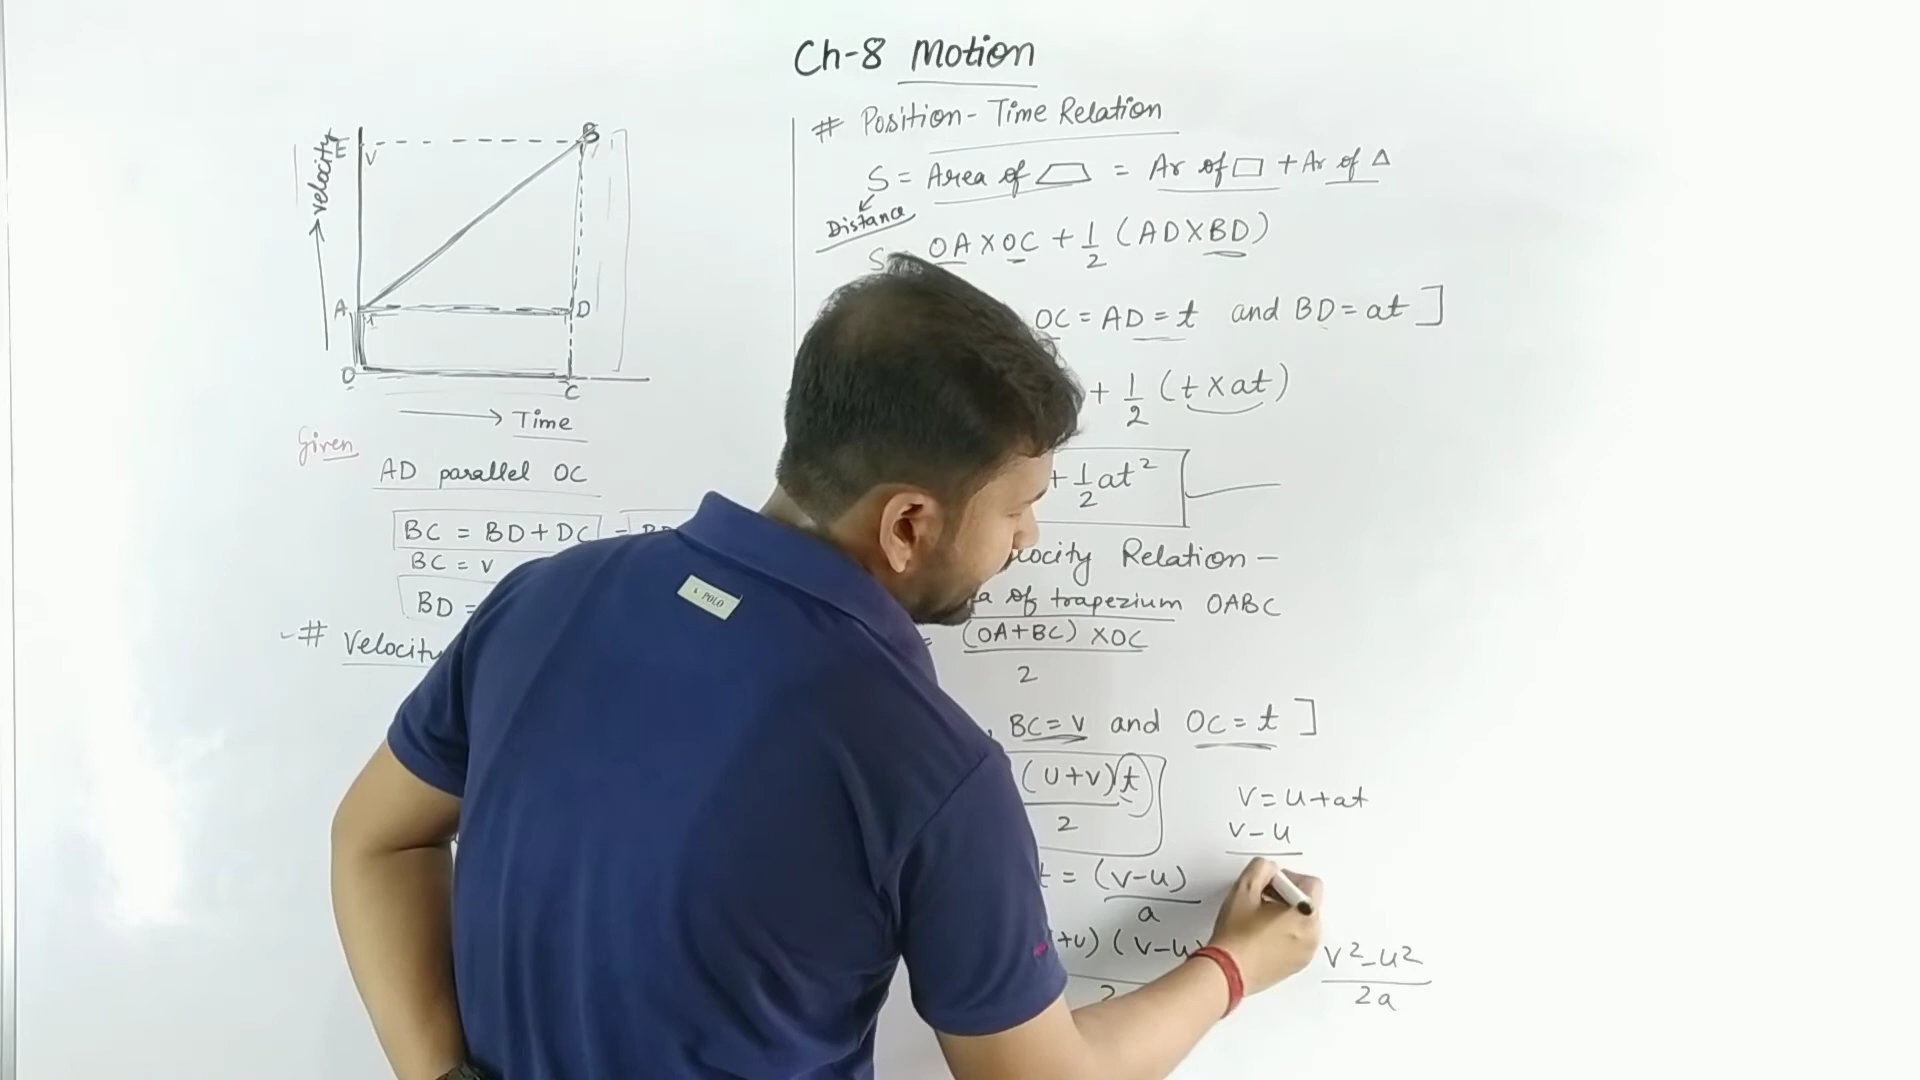 Ch-8 Motion
E
V
B
velocity
A
D
O
C
Time
Given
AD parallel OC
BC = BD + DC =
BC = v
BD =
# Velocity
# Position - Time Relation
S = Area of ⏢ = Ar of ▭ + Ar of Δ
Distance
S = OA × OC + 1/2 (AD × BD)
OC = AD = t and BD = at ]
+ 1/2 (t × at)
+ 1/2 at²
Relation -
of trapezium OABC
= (OA + BC) × OC
2
BC = v and OC = t ]
(u + v) t
2
t = (v - u)
a
+u) (v - u
2
v = u + at
v - u
v² - u²
2a
POLO